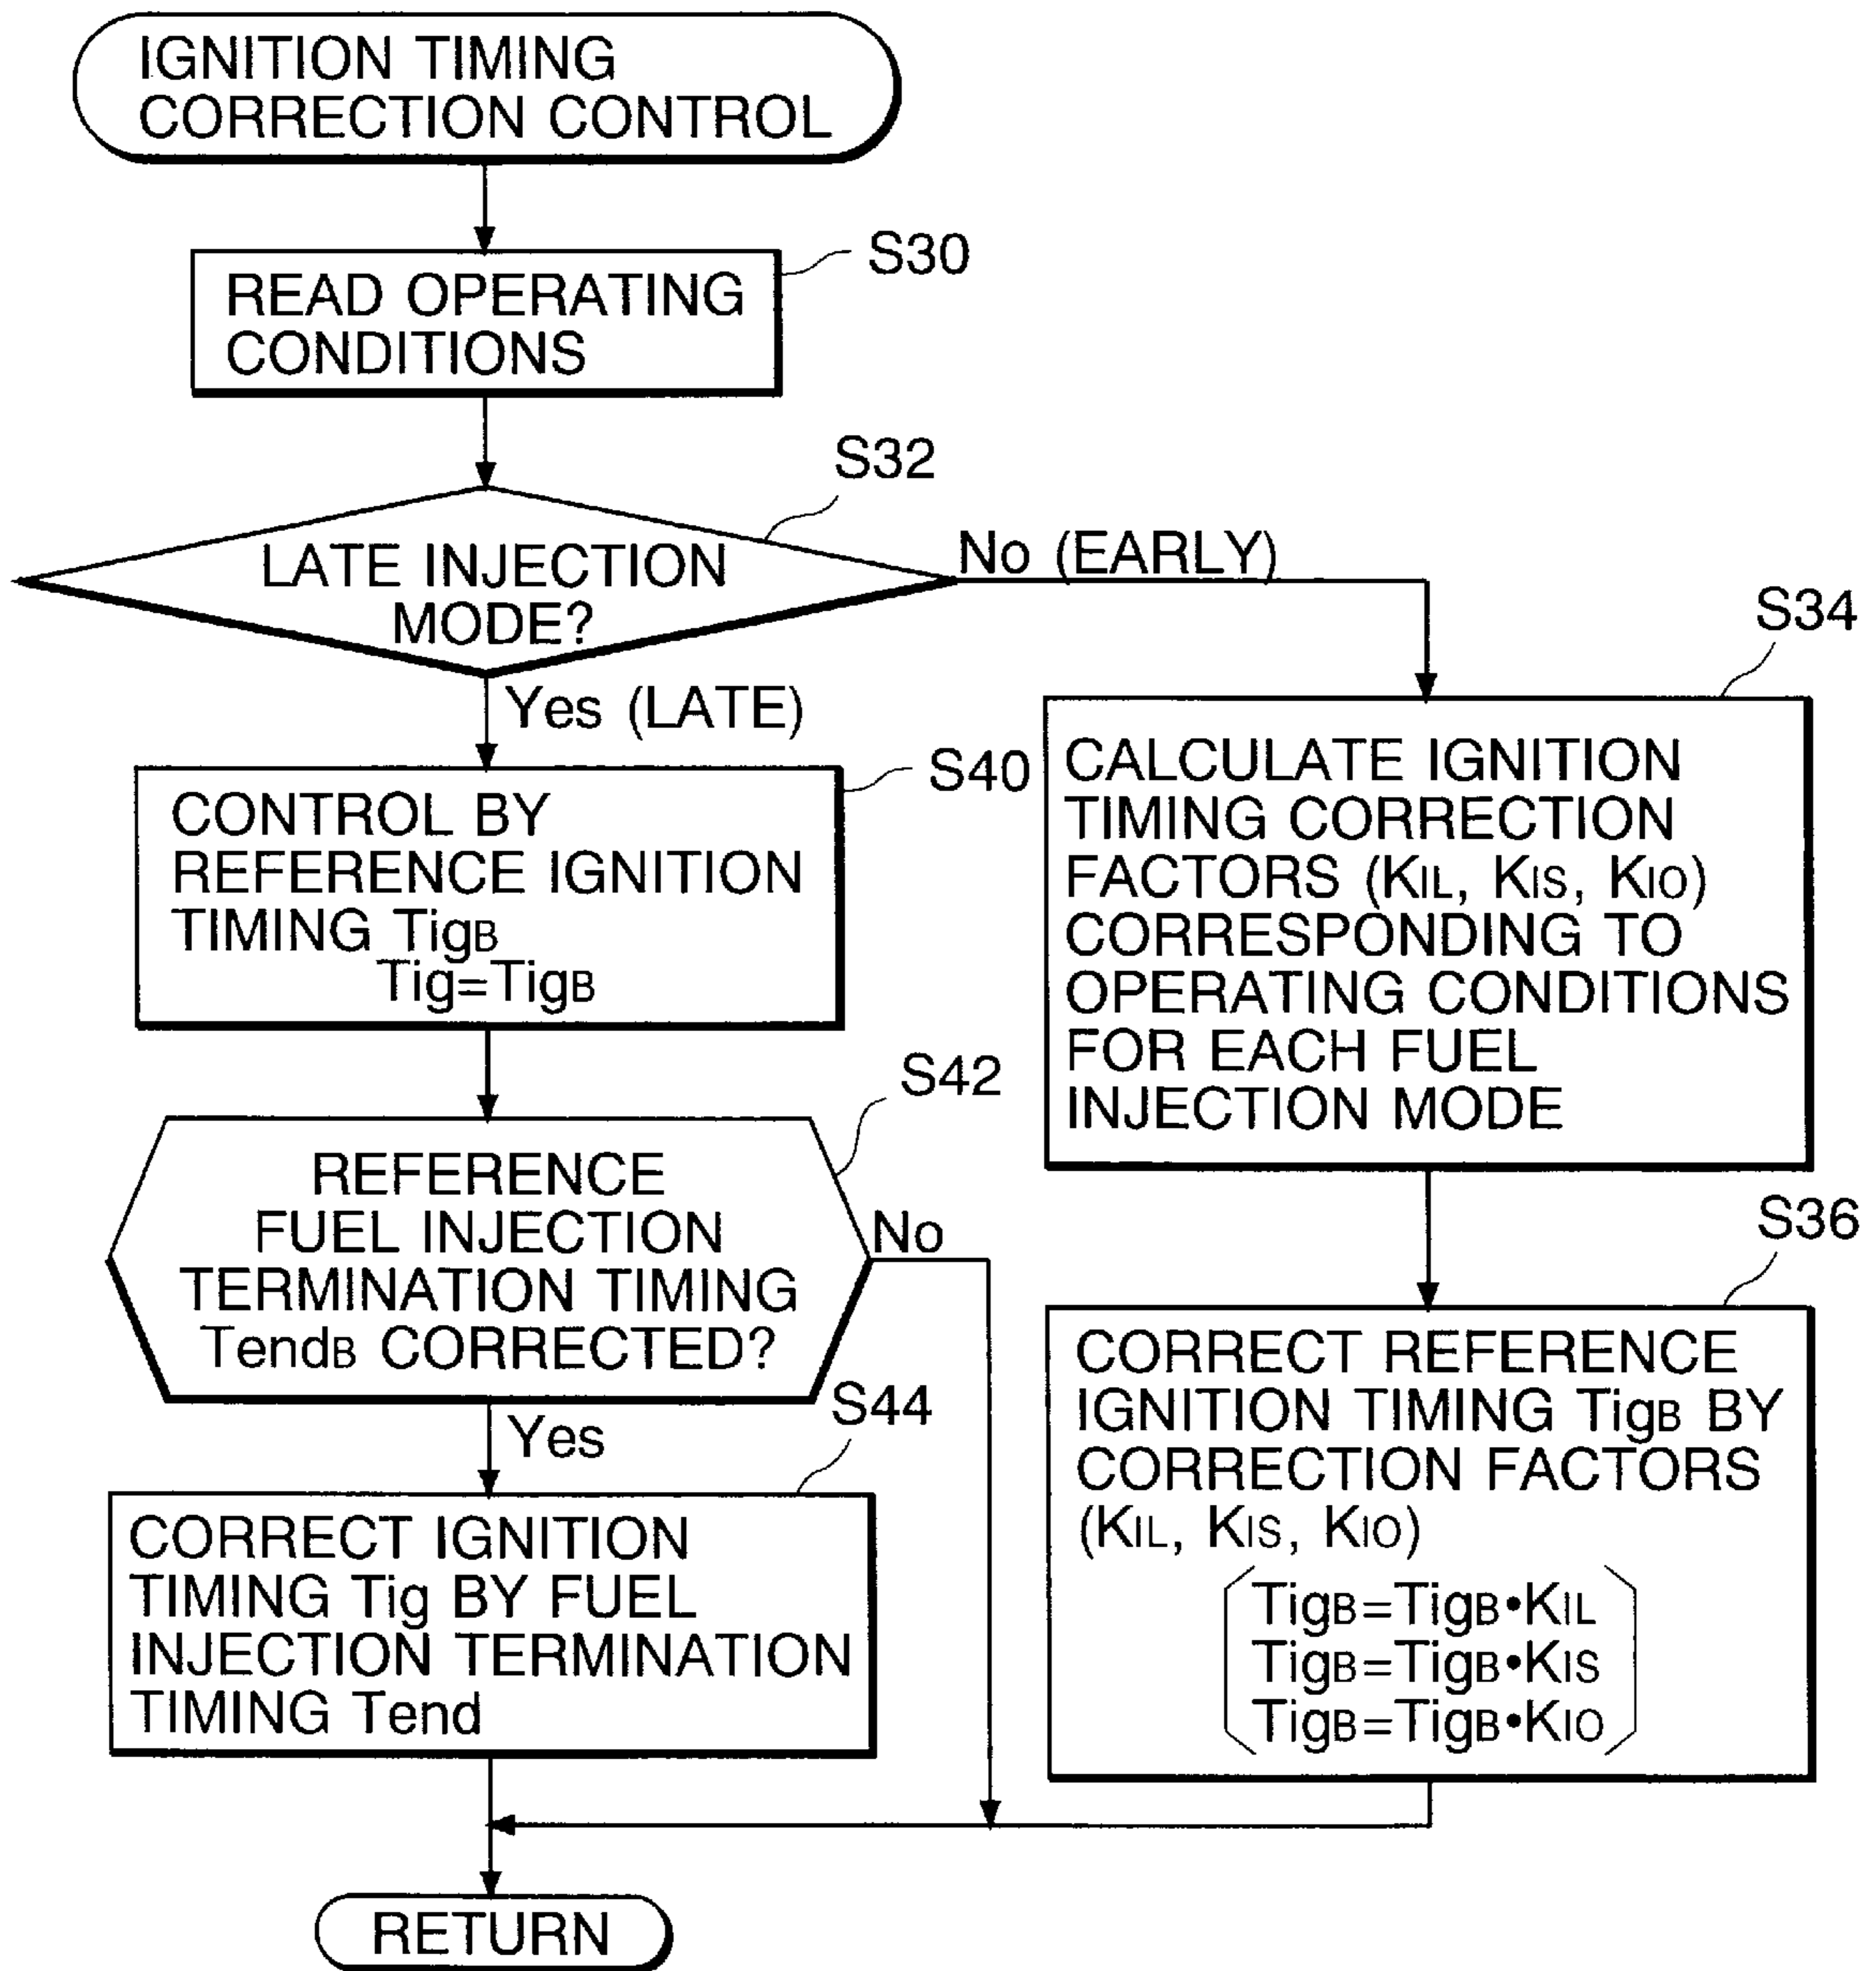 IGNITION TIMING
CORRECTION CONTROL
S30
READ OPERATING
CONDITIONS
S32
LATE INJECTION
MODE?
No (EARLY)
Yes (LATE)
S34
CALCULATE IGNITION
TIMING CORRECTION
FACTORS (KIL, KIS, KIO)
CORRESPONDING TO
OPERATING CONDITIONS
FOR EACH FUEL
INJECTION MODE
S40
CONTROL BY
REFERENCE IGNITION
TIMING TigB
Tig=TigB
S42
REFERENCE
FUEL INJECTION
TERMINATION TIMING
TendB CORRECTED?
No
Yes
S36
CORRECT REFERENCE
IGNITION TIMING TigB BY
CORRECTION FACTORS
(KIL, KIS, KIO)
TigB=TigB•KIL
TigB=TigB•KIS
TigB=TigB•KIO
S44
CORRECT IGNITION
TIMING Tig BY FUEL
INJECTION TERMINATION
TIMING Tend
RETURN